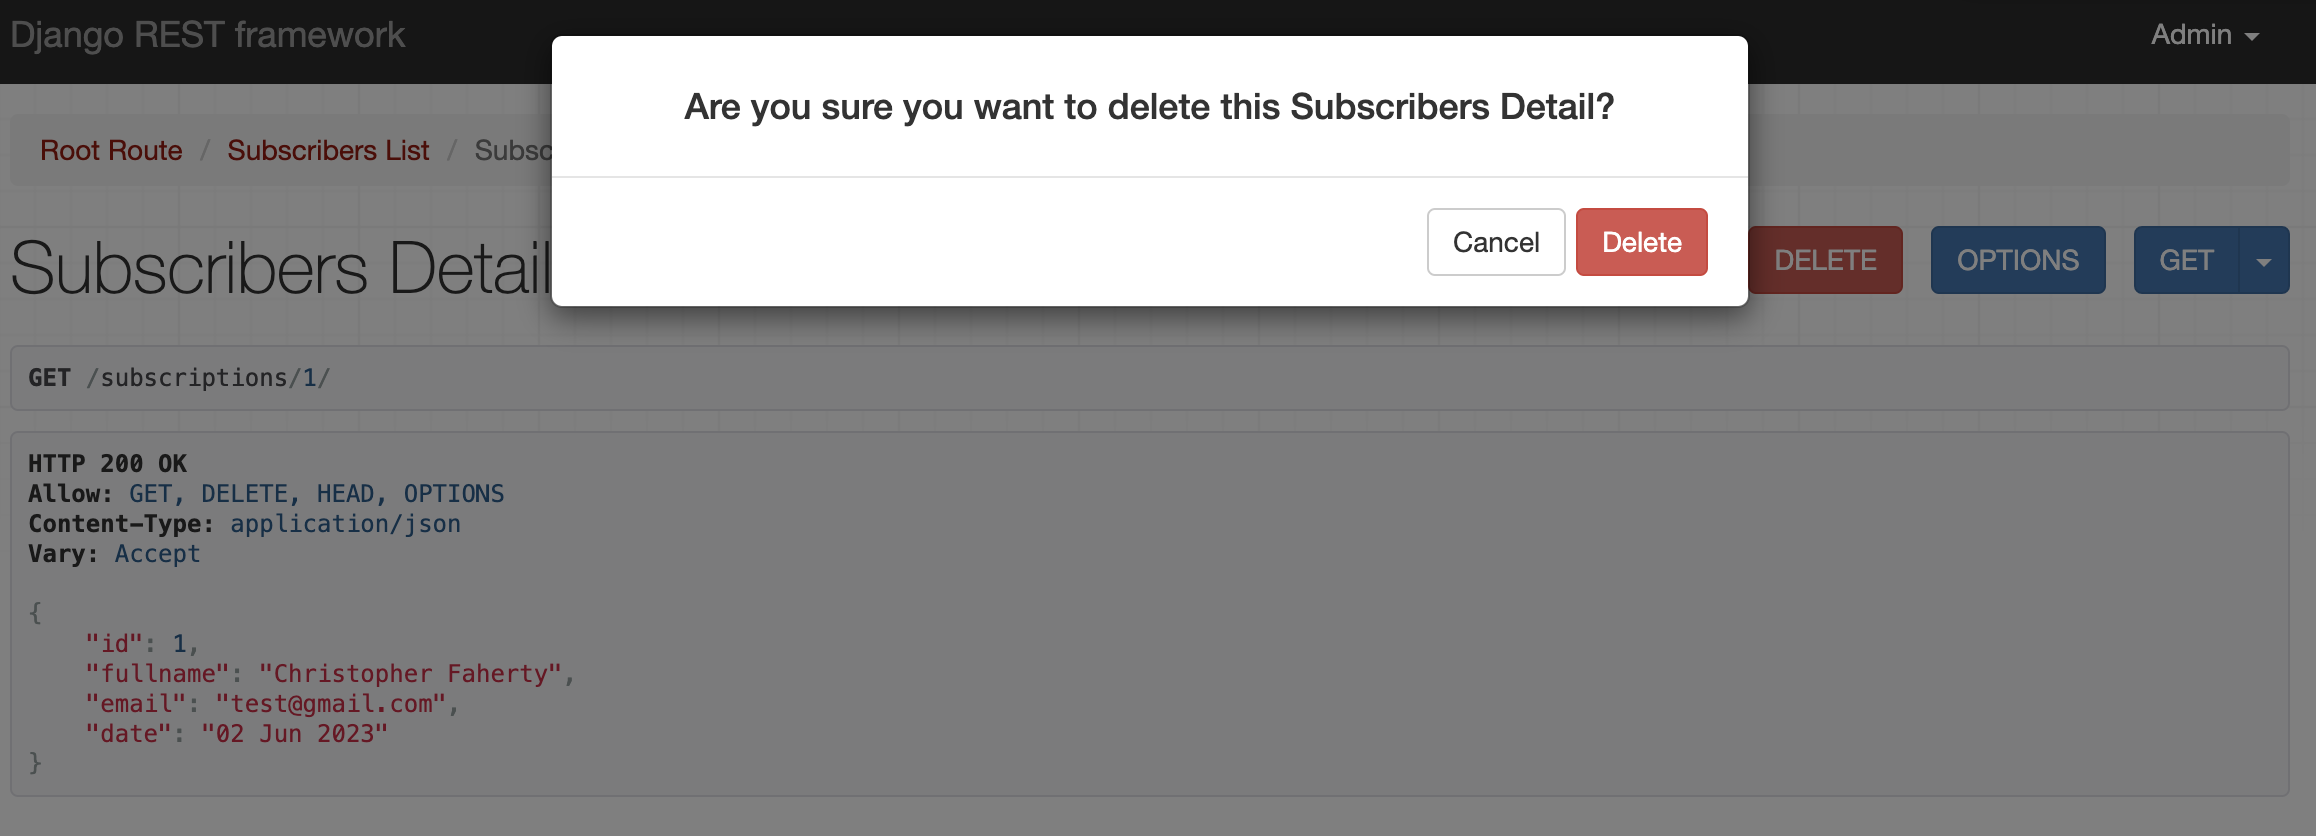 Django REST framework
Admin
Are you sure you want to delete this Subscribers Detail?
Root Route / Subscribers List /
Cancel Delete
Subscribers Detail
DELETE OPTIONS GET
GET /subscriptions/1/
HTTP 200 OK
Allow: GET, DELETE, HEAD, OPTIONS
Content-Type: application/json
Vary: Accept
{
"id": 1,
"fullname": "Christopher Faherty",
"email": "test@gmail.com",
"date": "02 Jun 2023"
}